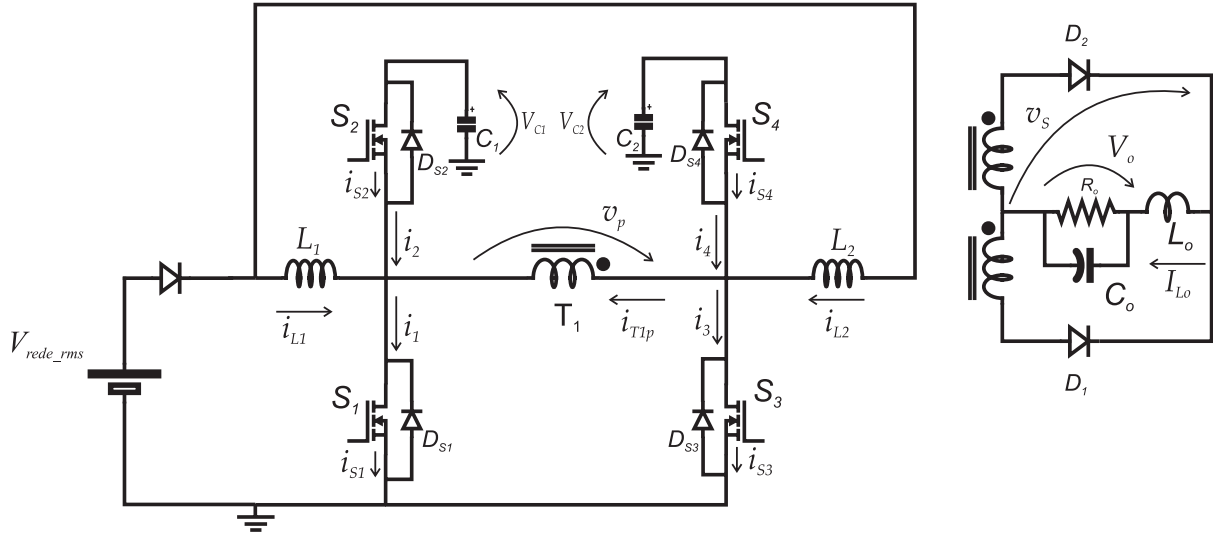 D2
S2
S4
VC1
VC2
C1
C2
DS2
DS4
vS
Vo
Ro
iS2
iS4
vp
L1
i2
i4
L2
Lo
Co
ILo
iL1
i1
T1
iT1p
i3
iL2
Vrede_rms
D1
S1
S3
DS1
DS3
iS1
iS3
+
+